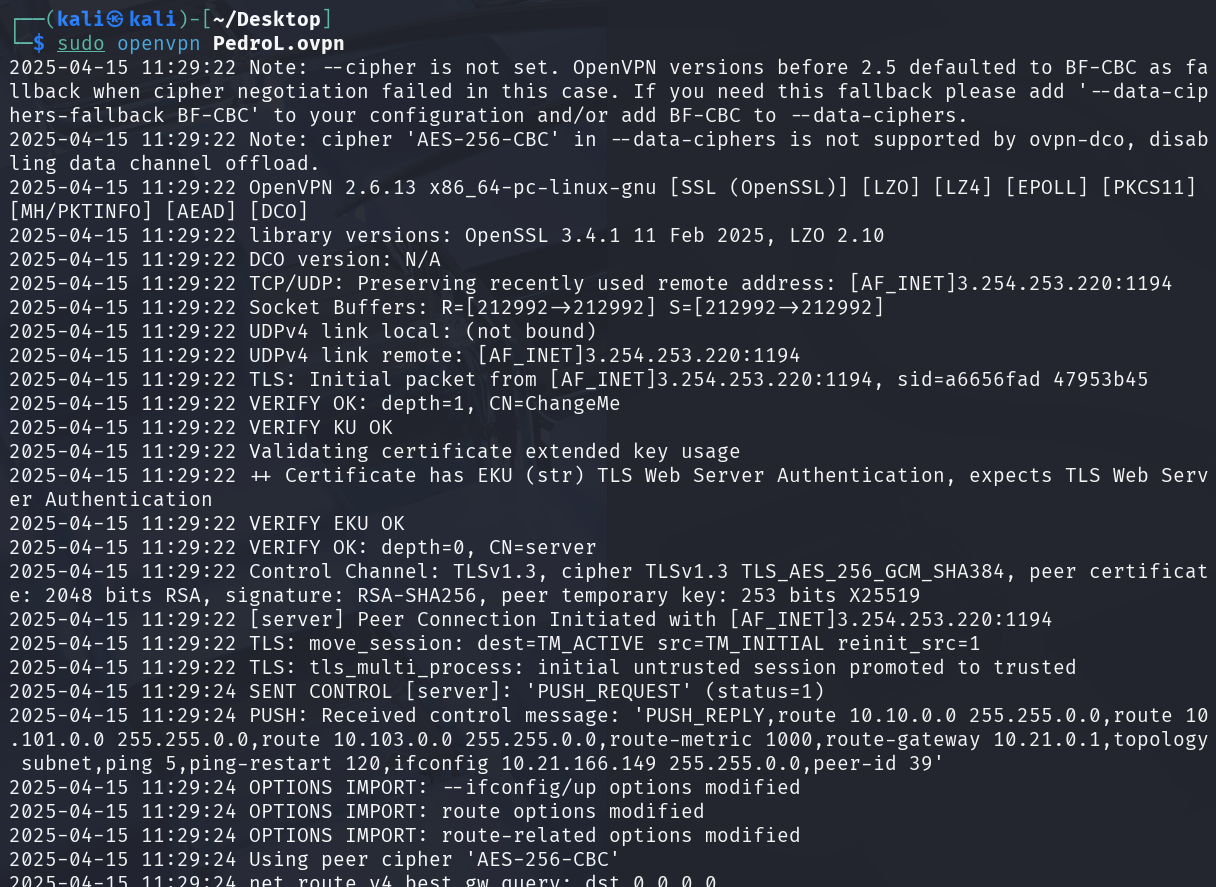 ┌──(kali㉿kali)-[~/Desktop]
└─$ sudo openvpn PedroL.ovpn
2025-04-15 11:29:22 Note: --cipher is not set. OpenVPN versions before 2.5 defaulted to BF-CBC as fa
llback when cipher negotiation failed in this case. If you need this fallback please add '--data-cip
hers-fallback BF-CBC' to your configuration and/or add BF-CBC to --data-ciphers.
2025-04-15 11:29:22 Note: cipher 'AES-256-CBC' in --data-ciphers is not supported by ovpn-dco, disab
ling data channel offload.
2025-04-15 11:29:22 OpenVPN 2.6.13 x86_64-pc-linux-gnu [SSL (OpenSSL)] [LZO] [LZ4] [EPOLL] [PKCS11]
[MH/PKTINFO] [AEAD] [DCO]
2025-04-15 11:29:22 library versions: OpenSSL 3.4.1 11 Feb 2025, LZO 2.10
2025-04-15 11:29:22 DCO version: N/A
2025-04-15 11:29:22 TCP/UDP: Preserving recently used remote address: [AF_INET]3.254.253.220:1194
2025-04-15 11:29:22 Socket Buffers: R=[212992->212992] S=[212992->212992]
2025-04-15 11:29:22 UDPv4 link local: (not bound)
2025-04-15 11:29:22 UDPv4 link remote: [AF_INET]3.254.253.220:1194
2025-04-15 11:29:22 TLS: Initial packet from [AF_INET]3.254.253.220:1194, sid=a6656fad 47953b45
2025-04-15 11:29:22 VERIFY OK: depth=1, CN=ChangeMe
2025-04-15 11:29:22 VERIFY KU OK
2025-04-15 11:29:22 Validating certificate extended key usage
2025-04-15 11:29:22 ++ Certificate has EKU (str) TLS Web Server Authentication, expects TLS Web Serv
er Authentication
2025-04-15 11:29:22 VERIFY EKU OK
2025-04-15 11:29:22 VERIFY OK: depth=0, CN=server
2025-04-15 11:29:22 Control Channel: TLSv1.3, cipher TLSv1.3 TLS_AES_256_GCM_SHA384, peer certificat
e: 2048 bits RSA, signature: RSA-SHA256, peer temporary key: 253 bits X25519
2025-04-15 11:29:22 [server] Peer Connection Initiated with [AF_INET]3.254.253.220:1194
2025-04-15 11:29:22 TLS: move_session: dest=TM_ACTIVE src=TM_INITIAL reinit_src=1
2025-04-15 11:29:22 TLS: tls_multi_process: initial untrusted session promoted to trusted
2025-04-15 11:29:24 SENT CONTROL [server]: 'PUSH_REQUEST' (status=1)
2025-04-15 11:29:24 PUSH: Received control message: 'PUSH_REPLY,route 10.10.0.0 255.255.0.0,route 10
.101.0.0 255.255.0.0,route 10.103.0.0 255.255.0.0,route-metric 1000,route-gateway 10.21.0.1,topology
 subnet,ping 5,ping-restart 120,ifconfig 10.21.166.149 255.255.0.0,peer-id 39'
2025-04-15 11:29:24 OPTIONS IMPORT: --ifconfig/up options modified
2025-04-15 11:29:24 OPTIONS IMPORT: route options modified
2025-04-15 11:29:24 OPTIONS IMPORT: route-related options modified
2025-04-15 11:29:24 Using peer cipher 'AES-256-CBC'
2025-04-15 11:29:24 net_route_v4_best_gw query: dst 0.0.0.0